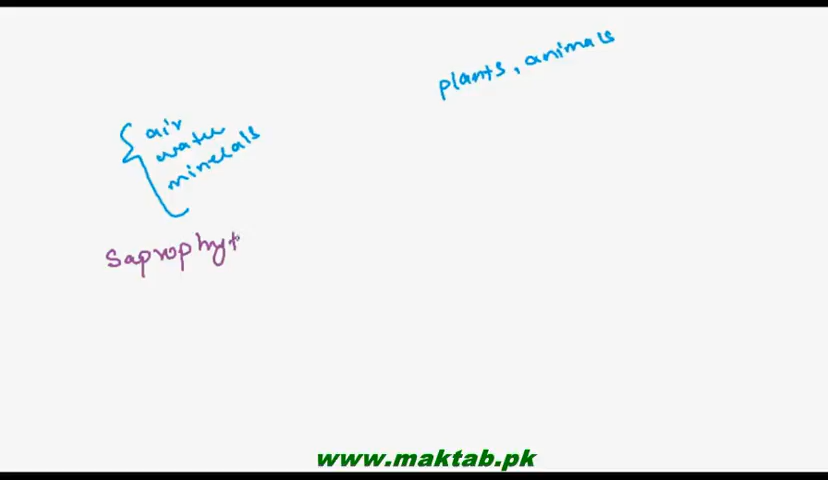 plants, animals
air
water
minerals
Saprophyt
www.maktab.pk